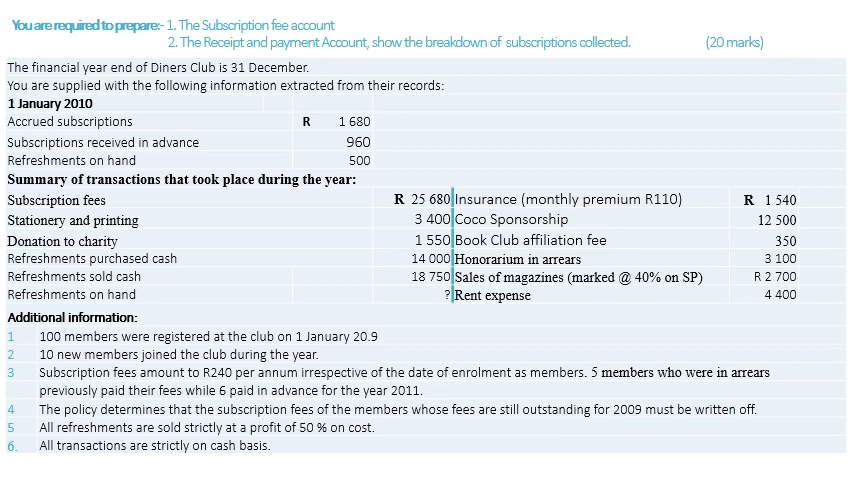 You are required to prepare:- 1. The Subscription fee account
2. The Receipt and payment Account, show the breakdown of subscriptions collected. (20 marks)
The financial year end of Diners Club is 31 December.
You are supplied with the following information extracted from their records:
1 January 2010
Accrued subscriptions R 1 680
Subscriptions received in advance 960
Refreshments on hand 500
Summary of transactions that took place during the year:
Subscription fees R 25 680 Insurance (monthly premium R110) R 1 540
Stationery and printing 3 400 Coco Sponsorship 12 500
Donation to charity 1 550 Book Club affiliation fee 350
Refreshments purchased cash 14 000 Honorarium in arrears 3 100
Refreshments sold cash 18 750 Sales of magazines (marked @ 40% on SP) R 2 700
Refreshments on hand ? Rent expense 4 400
Additional information:
1 100 members were registered at the club on 1 January 20.9
2 10 new members joined the club during the year.
3 Subscription fees amount to R240 per annum irrespective of the date of enrolment as members. 5 members who were in arrears
previously paid their fees while 6 paid in advance for the year 2011.
4 The policy determines that the subscription fees of the members whose fees are still outstanding for 2009 must be written off.
5 All refreshments are sold strictly at a profit of 50 % on cost.
6. All transactions are strictly on cash basis.